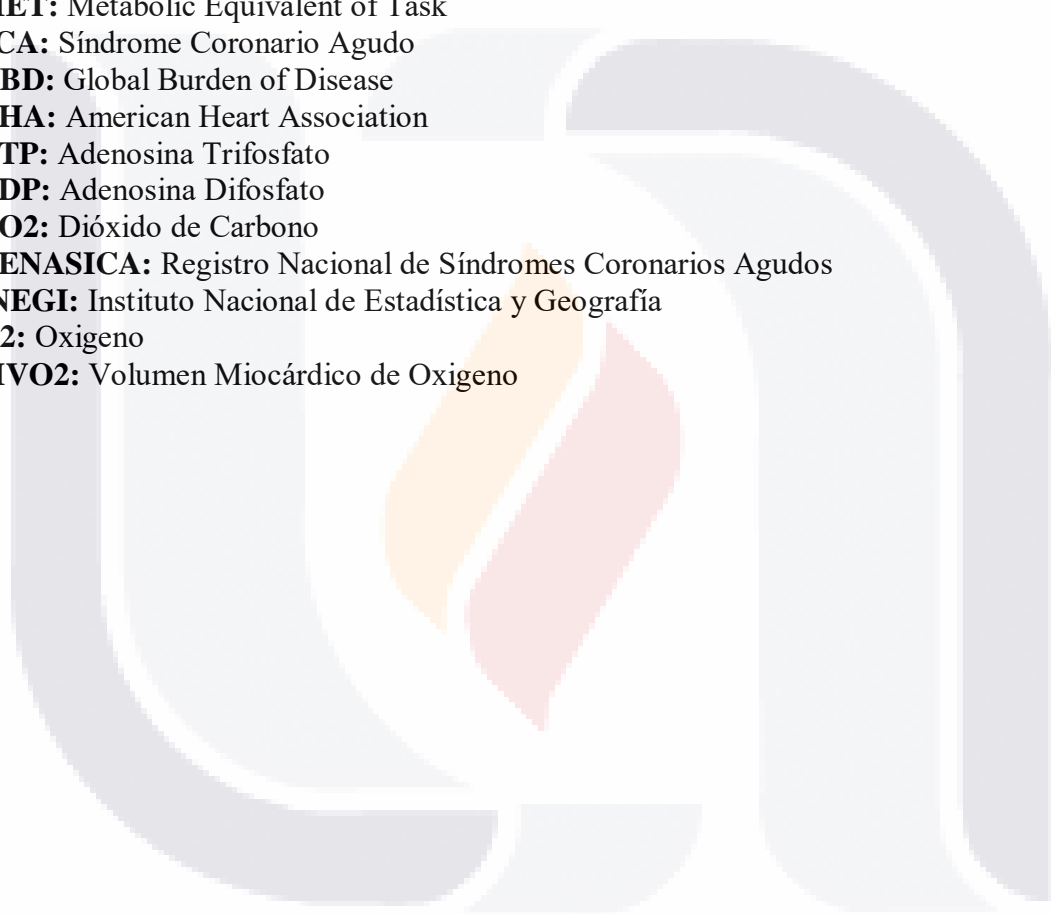 ET: Metabolic Equivalent of Task
CA: Síndrome Coronario Agudo
BD: Global Burden of Disease
HA: American Heart Association
TP: Adenosina Trifosfato
DP: Adenosina Difosfato
O2: Dióxido de Carbono
ENASICA: Registro Nacional de Síndromes Coronarios Agudos
NEGI: Instituto Nacional de Estadística y Geografía
2: Oxigeno
VO2: Volumen Miocárdico de Oxigeno